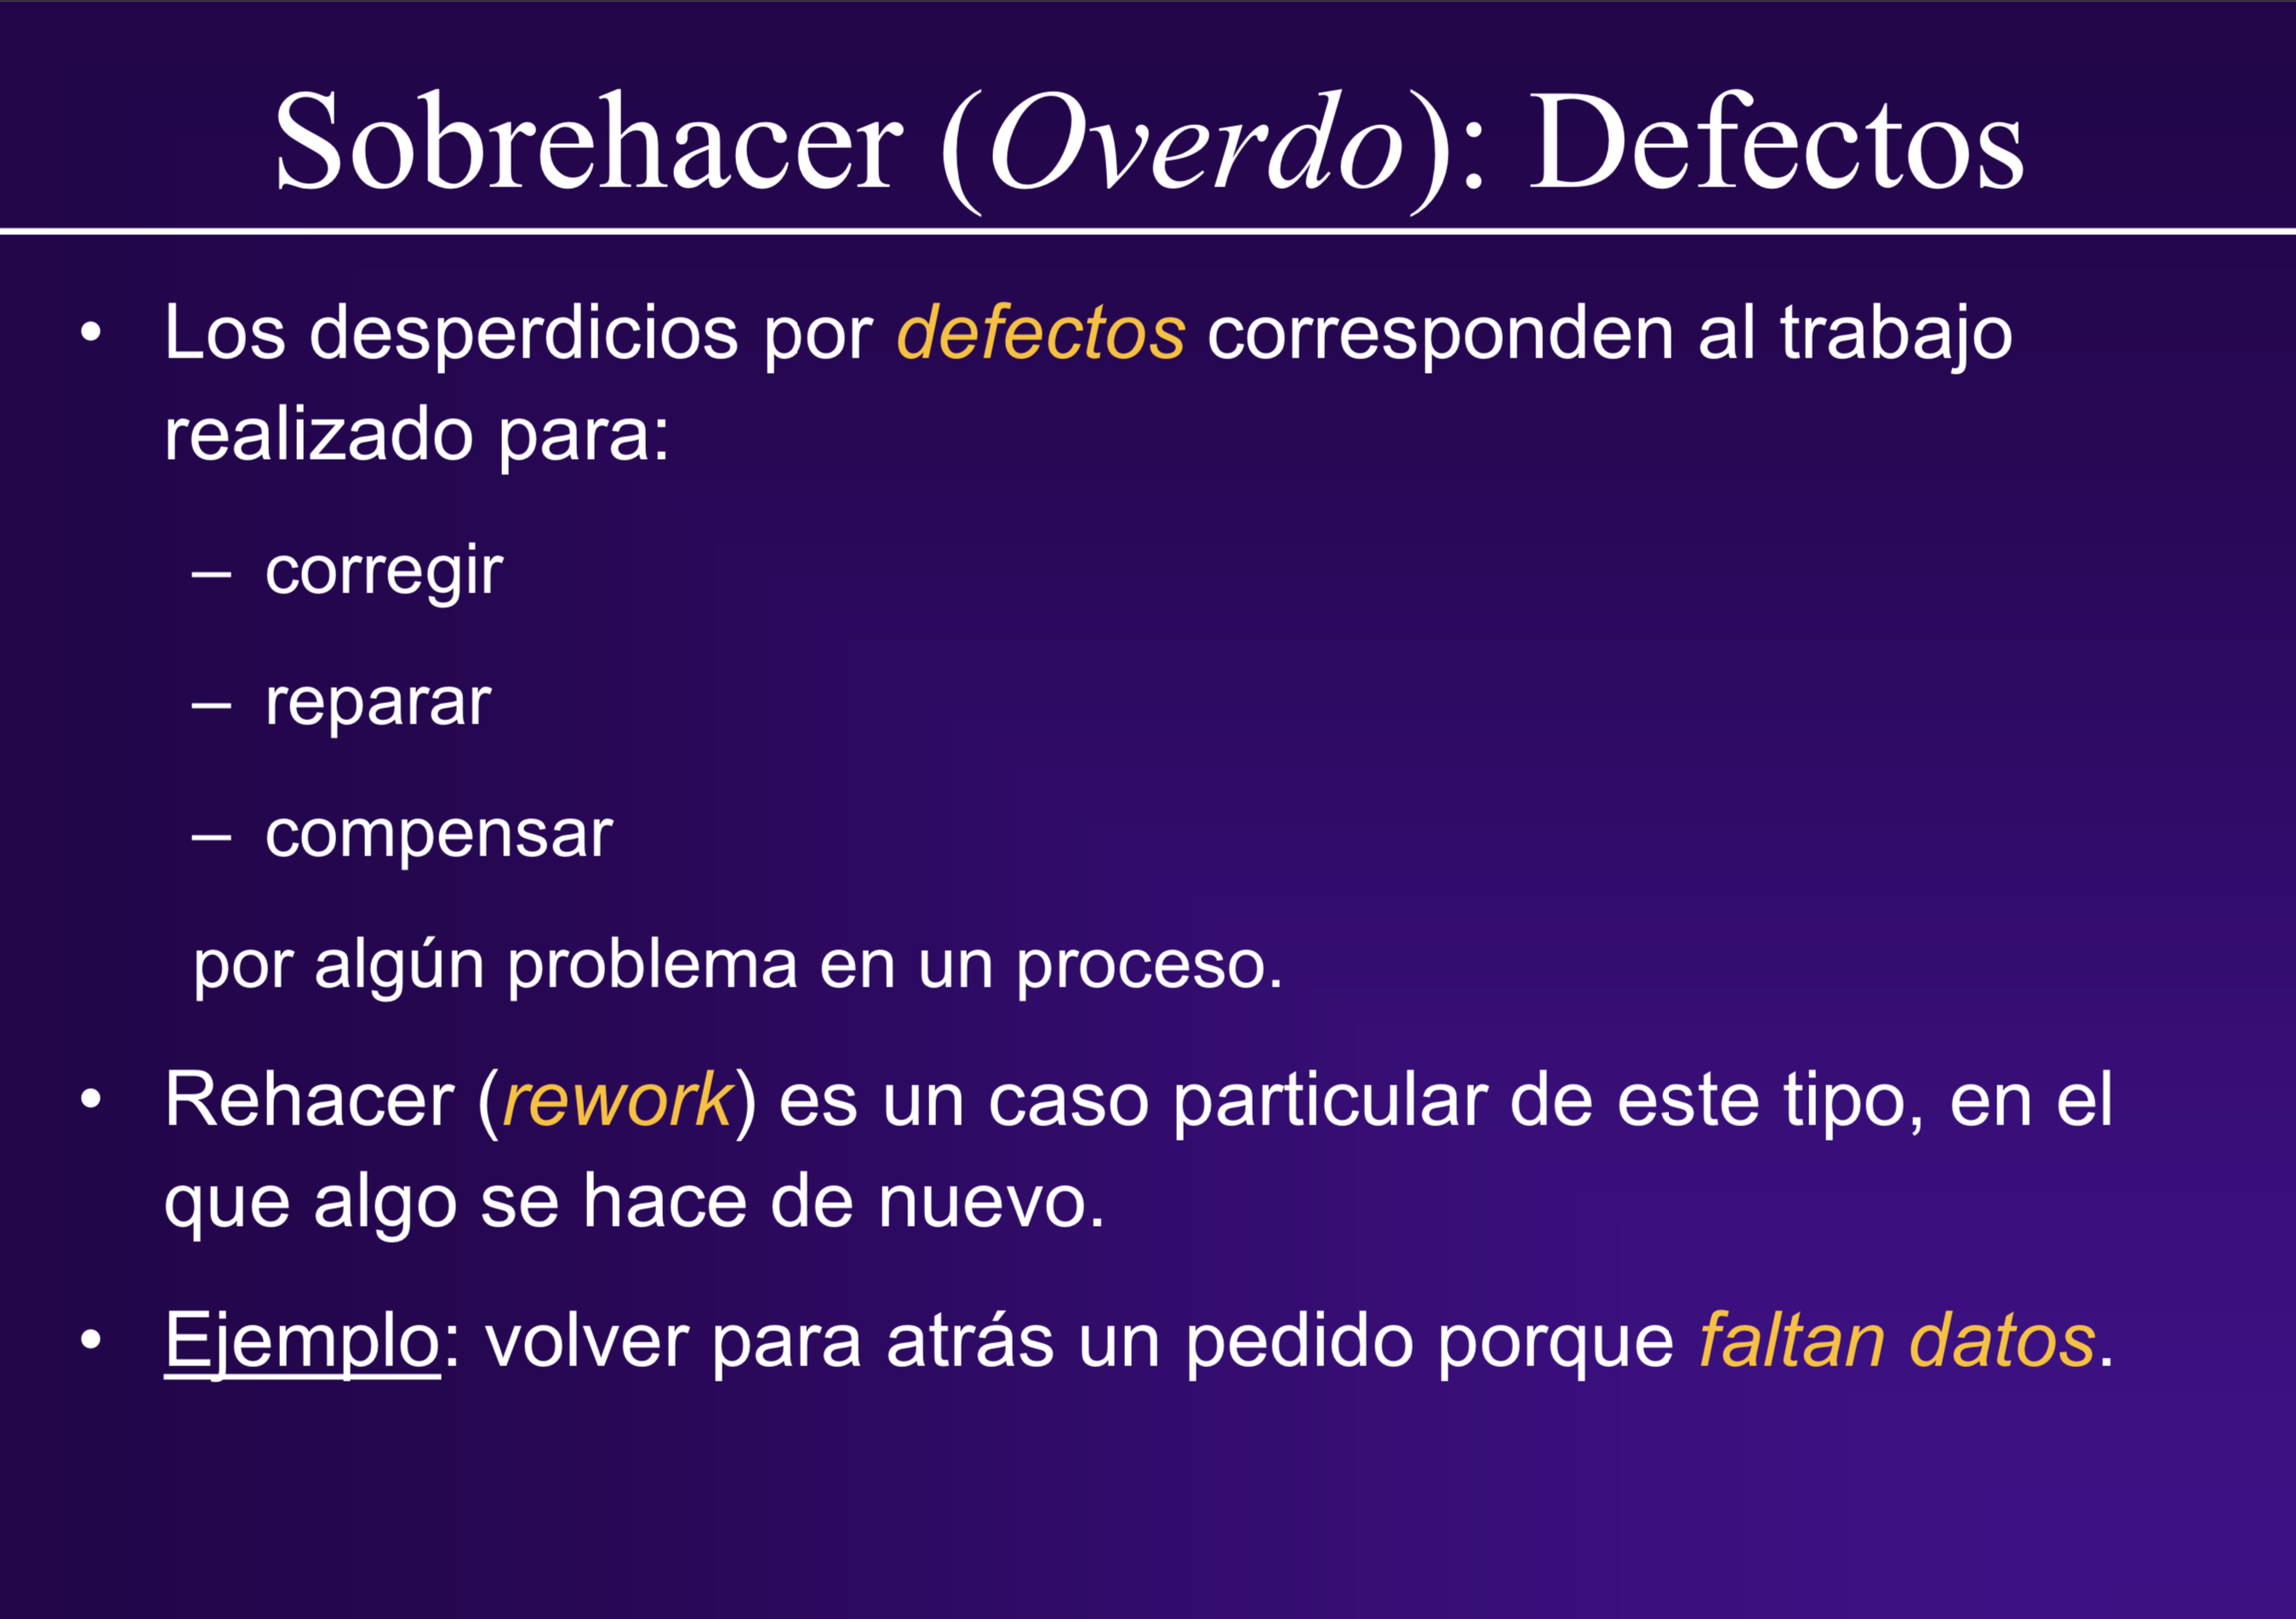 Sobrehacer (Overdo): Defectos
• Los desperdicios por defectos corresponden al trabajo
realizado para:
– corregir
– reparar
– compensar
por algún problema en un proceso.
• Rehacer (rework) es un caso particular de este tipo, en el
que algo se hace de nuevo.
• Ejemplo: volver para atrás un pedido porque faltan datos.